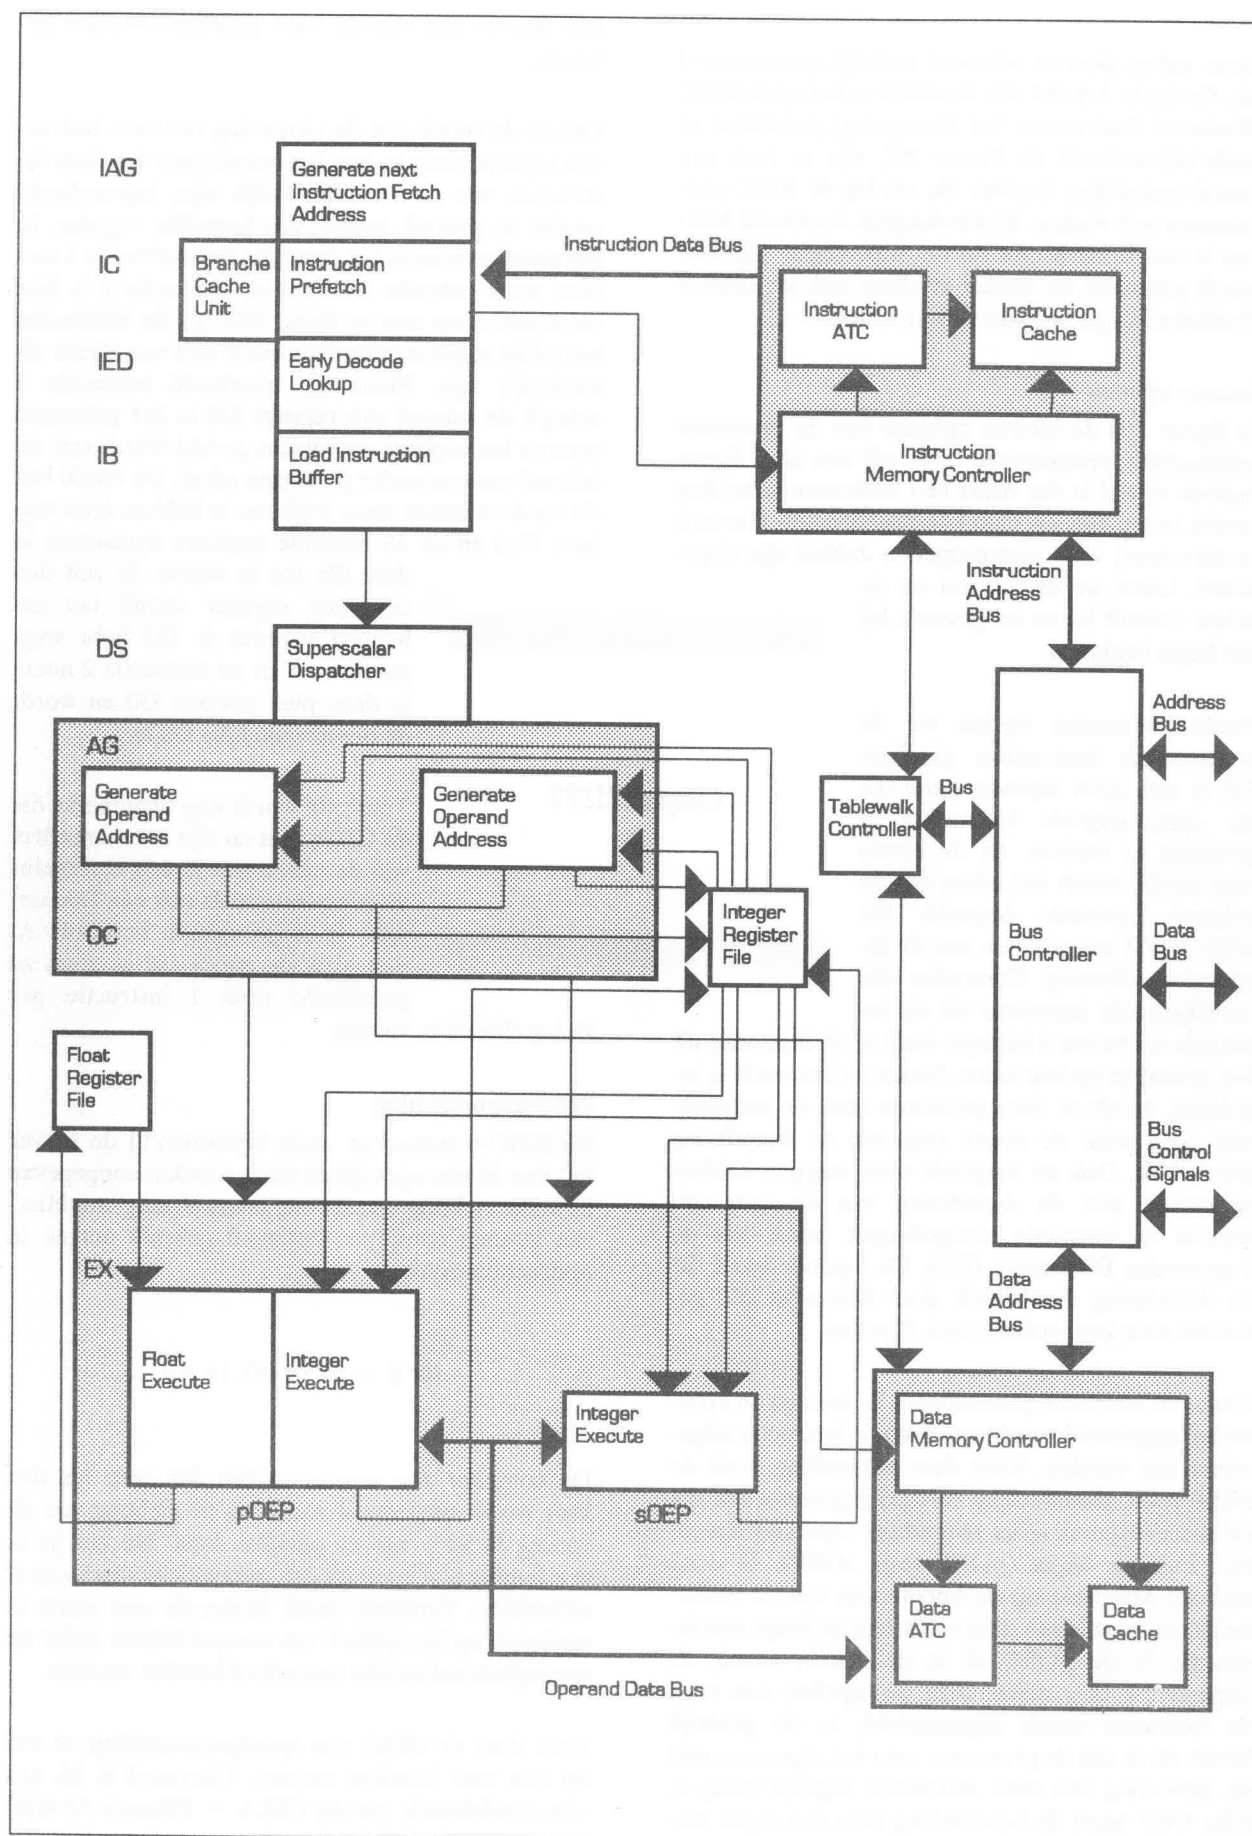 IAG
Generate next
Instruction Fetch
Address
Instruction Data Bus
IC
Branche
Cache
Unit
Instruction
Prefetch
Instruction
ATC
Instruction
Cache
IED
Early Decode
Lookup
IB
Load Instruction
Buffer
Instruction
Memory Controller
Instruction
Address
Bus
DS
Superscalar
Dispatcher
Address
Bus
AG
Generate
Operand
Address
Generate
Operand
Address
Tablewalk
Controller
Bus
OC
Integer
Register
File
Bus
Controller
Data
Bus
Float
Register
File
Bus
Control
Signals
EX
Data
Address
Bus
Float
Execute
Integer
Execute
Integer
Execute
Data
Memory Controller
pOEP
sOEP
Data
ATC
Data
Cache
Operand Data Bus